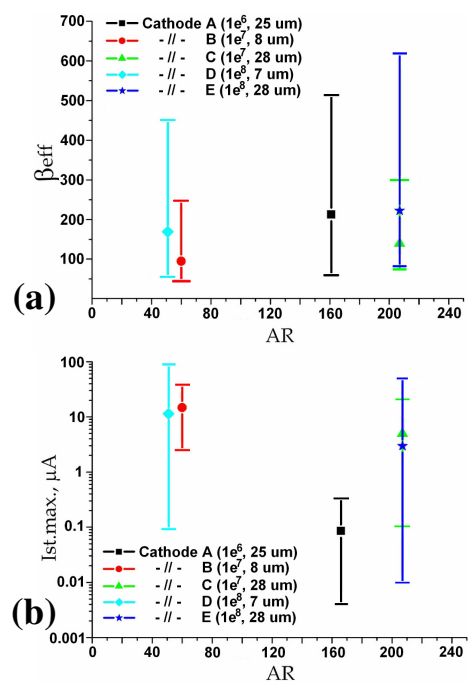 βeff
700
600
500
400
300
200
100
Cathode A (1e⁶, 25 um)
- // - B (1e⁷, 8 um)
- // - C (1e⁷, 28 um)
- // - D (1e⁸, 7 um)
- // - E (1e⁸, 28 um)
(a)
0 40 80 120 160 200 240
AR
Ist.max., μA
100
10
1
0.1
0.01
0.001
Cathode A (1e⁶, 25 um)
- // - B (1e⁷, 8 um)
- // - C (1e⁷, 28 um)
- // - D (1e⁸, 7 um)
- // - E (1e⁸, 28 um)
(b)
0 40 80 120 160 200 240
AR